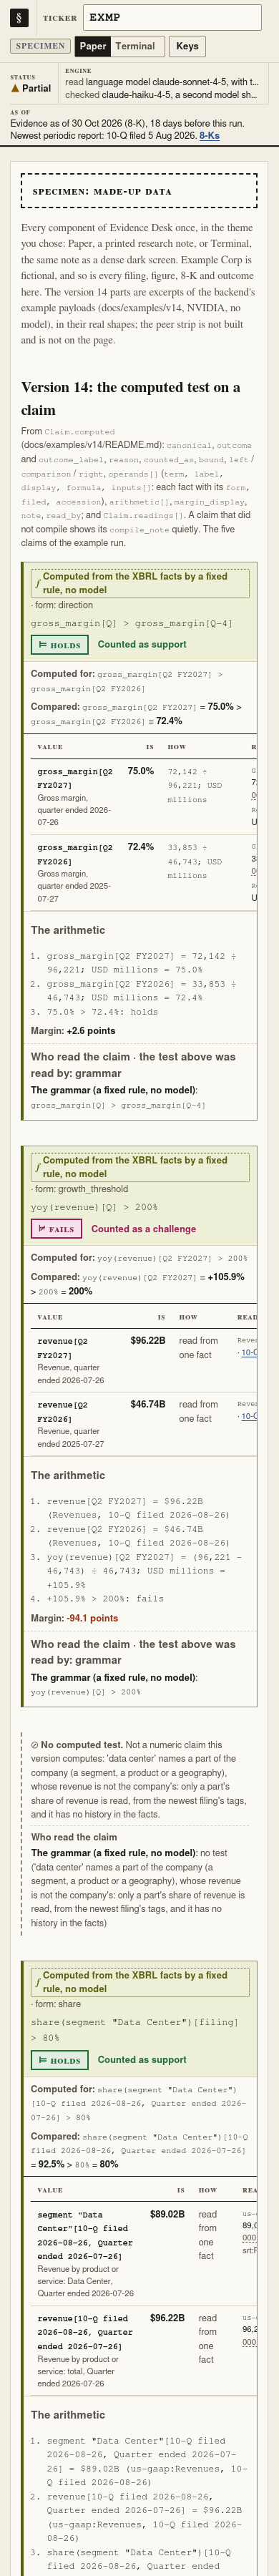 § TICKER EXMP
SPECIMEN Paper Terminal Keys
STATUS
▲ Partial
ENGINE
read language model claude-sonnet-4-5, with t...
checked claude-haiku-4-5, a second model sh...
AS OF
Evidence as of 30 Oct 2026 (8-K), 18 days before this run.
Newest periodic report: 10-Q filed 5 Aug 2026. 8-Ks
SPECIMEN: MADE-UP DATA
Every component of Evidence Desk once, in the theme
you chose: Paper, a printed research note, or Terminal,
the same note as a dense dark screen. Example Corp is
fictional, and so is every filing, figure, 8-K and outcome
here. The version 14 parts are excerpts of the backend's
example payloads (docs/examples/v14, NVIDIA, no
model), in their real shapes; the peer strip is not built
and is not on the page.
Version 14: the computed test on a
claim
From Claim.computed
(docs/examples/v14/README.md): canonical, outcome
and outcome_label, reason, counted_as, bound, left /
comparison / right, operands[] (term, label,
display, formula, inputs[]: each fact with its form,
filed, accession), arithmetic[], margin_display,
note, read_by; and Claim.readings[]. A claim that did
not compile shows its compile_note quietly. The five
claims of the example run.
ƒ Computed from the XBRL facts by a fixed
rule, no model
· form: direction
gross_margin[Q] > gross_margin[Q-4]
⊨ HOLDS Counted as support
Computed for: gross_margin[Q2 FY2027] >
gross_margin[Q2 FY2026]
Compared: gross_margin[Q2 FY2027] = 75.0% >
gross_margin[Q2 FY2026] = 72.4%
VALUE IS HOW
gross_margin[Q2 FY2027] 75.0% 72,142 ÷
96,221; USD
millions
Gross margin,
quarter ended 2026-
07-26
gross_margin[Q2 FY2026] 72.4% 33,853 ÷
46,743; USD
millions
Gross margin,
quarter ended 2025-
07-27
The arithmetic
1. gross_margin[Q2 FY2027] = 72,142 ÷
96,221; USD millions = 75.0%
2. gross_margin[Q2 FY2026] = 33,853 ÷
46,743; USD millions = 72.4%
3. 75.0% > 72.4%: holds
Margin: +2.6 points
Who read the claim · the test above was
read by: grammar
The grammar (a fixed rule, no model):
gross_margin[Q] > gross_margin[Q-4]
ƒ Computed from the XBRL facts by a fixed
rule, no model
· form: growth_threshold
yoy(revenue)[Q] > 200%
⊭ FAILS Counted as a challenge
Computed for: yoy(revenue)[Q2 FY2027] > 200%
Compared: yoy(revenue)[Q2 FY2027] = +105.9%
> 200% = 200%
VALUE IS HOW READ
revenue[Q2
FY2027] $96.22B read from
one fact
Revenue, quarter
ended 2026-07-26
revenue[Q2
FY2026] $46.74B read from
one fact
Revenue, quarter
ended 2025-07-27
The arithmetic
1. revenue[Q2 FY2027] = $96.22B
(Revenues, 10-Q filed 2026-08-26)
2. revenue[Q2 FY2026] = $46.74B
(Revenues, 10-Q filed 2026-08-26)
3. yoy(revenue)[Q2 FY2027] = (96,221 −
46,743) ÷ 46,743; USD millions =
+105.9%
4. +105.9% > 200%: fails
Margin: -94.1 points
Who read the claim · the test above was
read by: grammar
The grammar (a fixed rule, no model):
yoy(revenue)[Q] > 200%
⊘ No computed test. Not a numeric claim this
version computes: 'data center' names a part of the
company (a segment, a product or a geography),
whose revenue is not the company's: only a part's
share of revenue is read, from the newest filing's tags,
and it has no history in the facts.
Who read the claim
The grammar (a fixed rule, no model): no test
('data center' names a part of the company (a
segment, a product or a geography), whose revenue
is not the company's: only a part's share of revenue is
read, from the newest filing's tags, and it has no
history in the facts)
ƒ Computed from the XBRL facts by a fixed
rule, no model
· form: share
share(segment "Data Center")[filing]
> 80%
⊨ HOLDS Counted as support
Computed for: share(segment "Data Center")
[10-Q filed 2026-08-26, Quarter ended 2026-
07-26] > 80%
Compared: share(segment "Data Center")[10-Q
filed 2026-08-26, Quarter ended 2026-07-26]
= 92.5% > 80% = 80%
VALUE IS HOW
segment "Data
Center"[10-Q filed
2026-08-26, Quarter
ended 2026-07-26] $89.02B read
from
one
fact
Revenue by product or
service: Data Center,
Quarter ended 2026-07-26
revenue[10-Q filed
2026-08-26, Quarter
ended 2026-07-26] $96.22B read
from
one
fact
Revenue by product or
service: total, Quarter
ended 2026-07-26
The arithmetic
1. segment "Data Center"[10-Q filed
2026-08-26, Quarter ended 2026-07-
26] = $89.02B (us-gaap:Revenues, 10-
Q filed 2026-08-26)
2. revenue[10-Q filed 2026-08-26,
Quarter ended 2026-07-26] = $96.22B
(us-gaap:Revenues, 10-Q filed 2026-
08-26)
3. share(segment "Data Center")[10-Q
filed 2026-08-26, Quarter ended